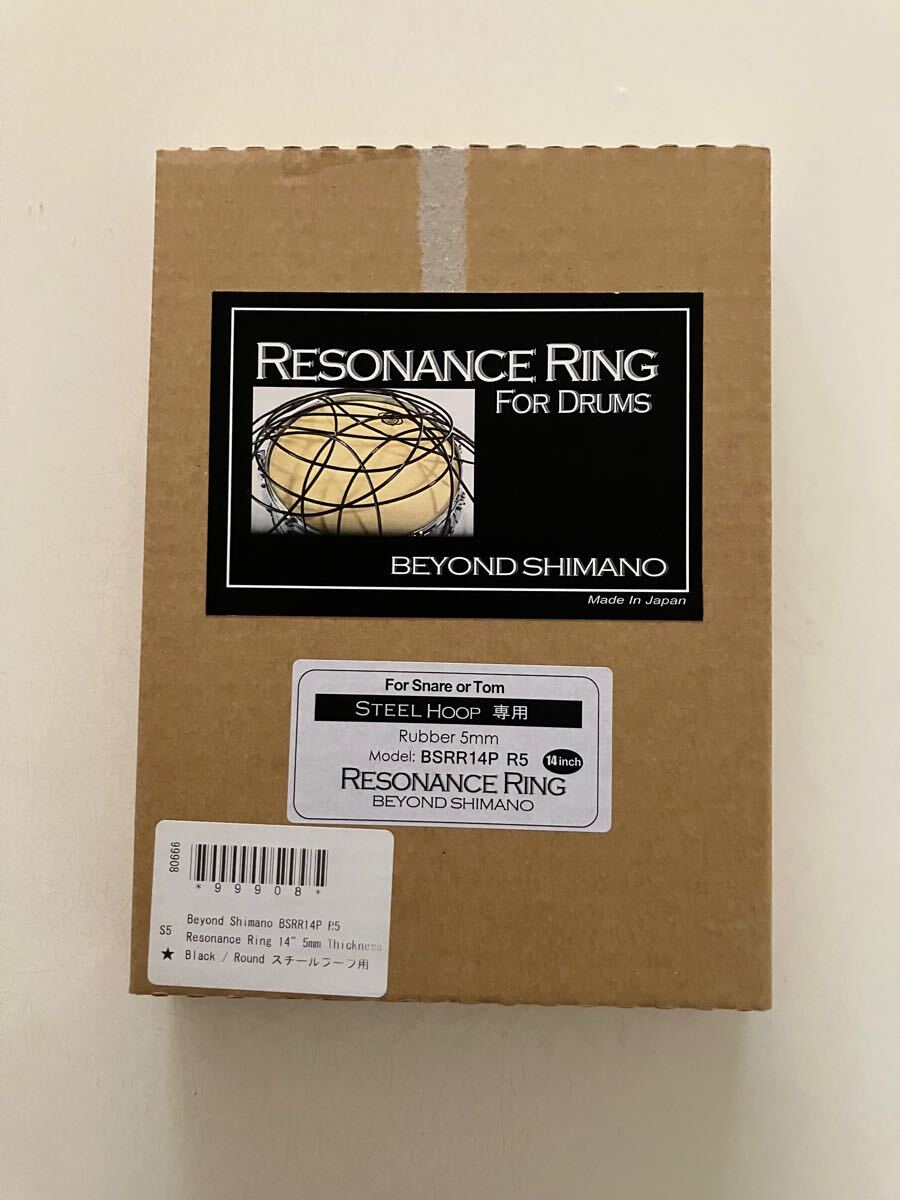 RESONANCE RING
FOR DRUMS
BEYOND SHIMANO
Made In Japan
For Snare or Tom
STEEL HOOP 専用
Rubber 5mm
Model: BSRR14P R5 14inch
RESONANCE RING
BEYOND SHIMANO
80666
*99908*
Beyond Shimano BSRR14P R5
S5 Resonance Ring 14" 5mm Thickness
★ Black / Round スチールフープ用